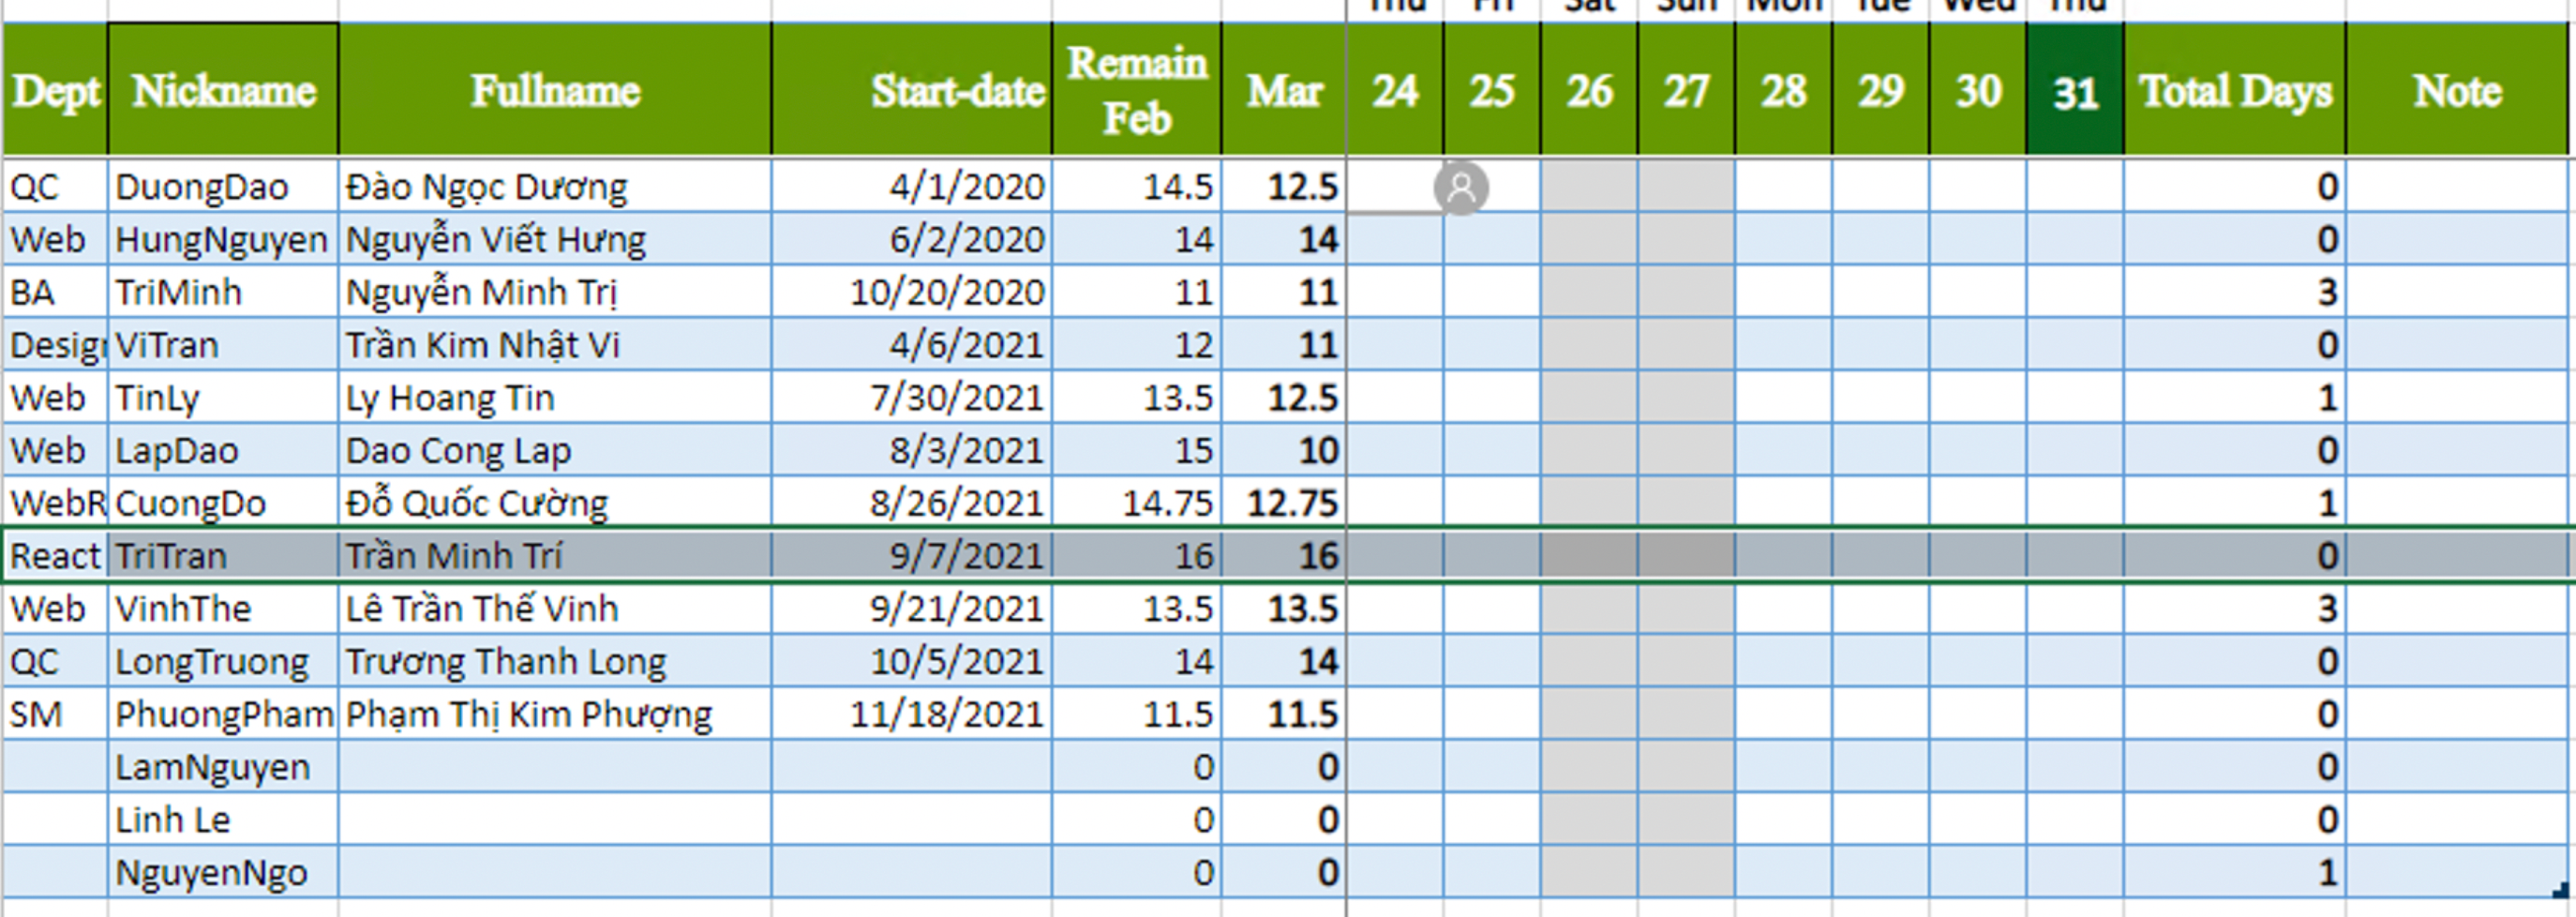 Thu Fri Sat Sun Mon Tue Wed Thu
Dept Nickname Fullname Start-date Remain Feb Mar 24 25 26 27 28 29 30 31 Total Days Note
QC DuongDao Đào Ngọc Dương 4/1/2020 14.5 12.5 0
Web HungNguyen Nguyễn Viết Hưng 6/2/2020 14 14 0
BA TriMinh Nguyễn Minh Trị 10/20/2020 11 11 3
Desigr ViTran Trần Kim Nhật Vi 4/6/2021 12 11 0
Web TinLy Ly Hoang Tin 7/30/2021 13.5 12.5 1
Web LapDao Dao Cong Lap 8/3/2021 15 10 0
WebR CuongDo Đỗ Quốc Cường 8/26/2021 14.75 12.75 1
React TriTran Trần Minh Trí 9/7/2021 16 16 0
Web VinhThe Lê Trần Thế Vinh 9/21/2021 13.5 13.5 3
QC LongTruong Trương Thanh Long 10/5/2021 14 14 0
SM PhuongPham Phạm Thị Kim Phượng 11/18/2021 11.5 11.5 0
LamNguyen 0 0 0
Linh Le 0 0 0
NguyenNgo 0 0 1